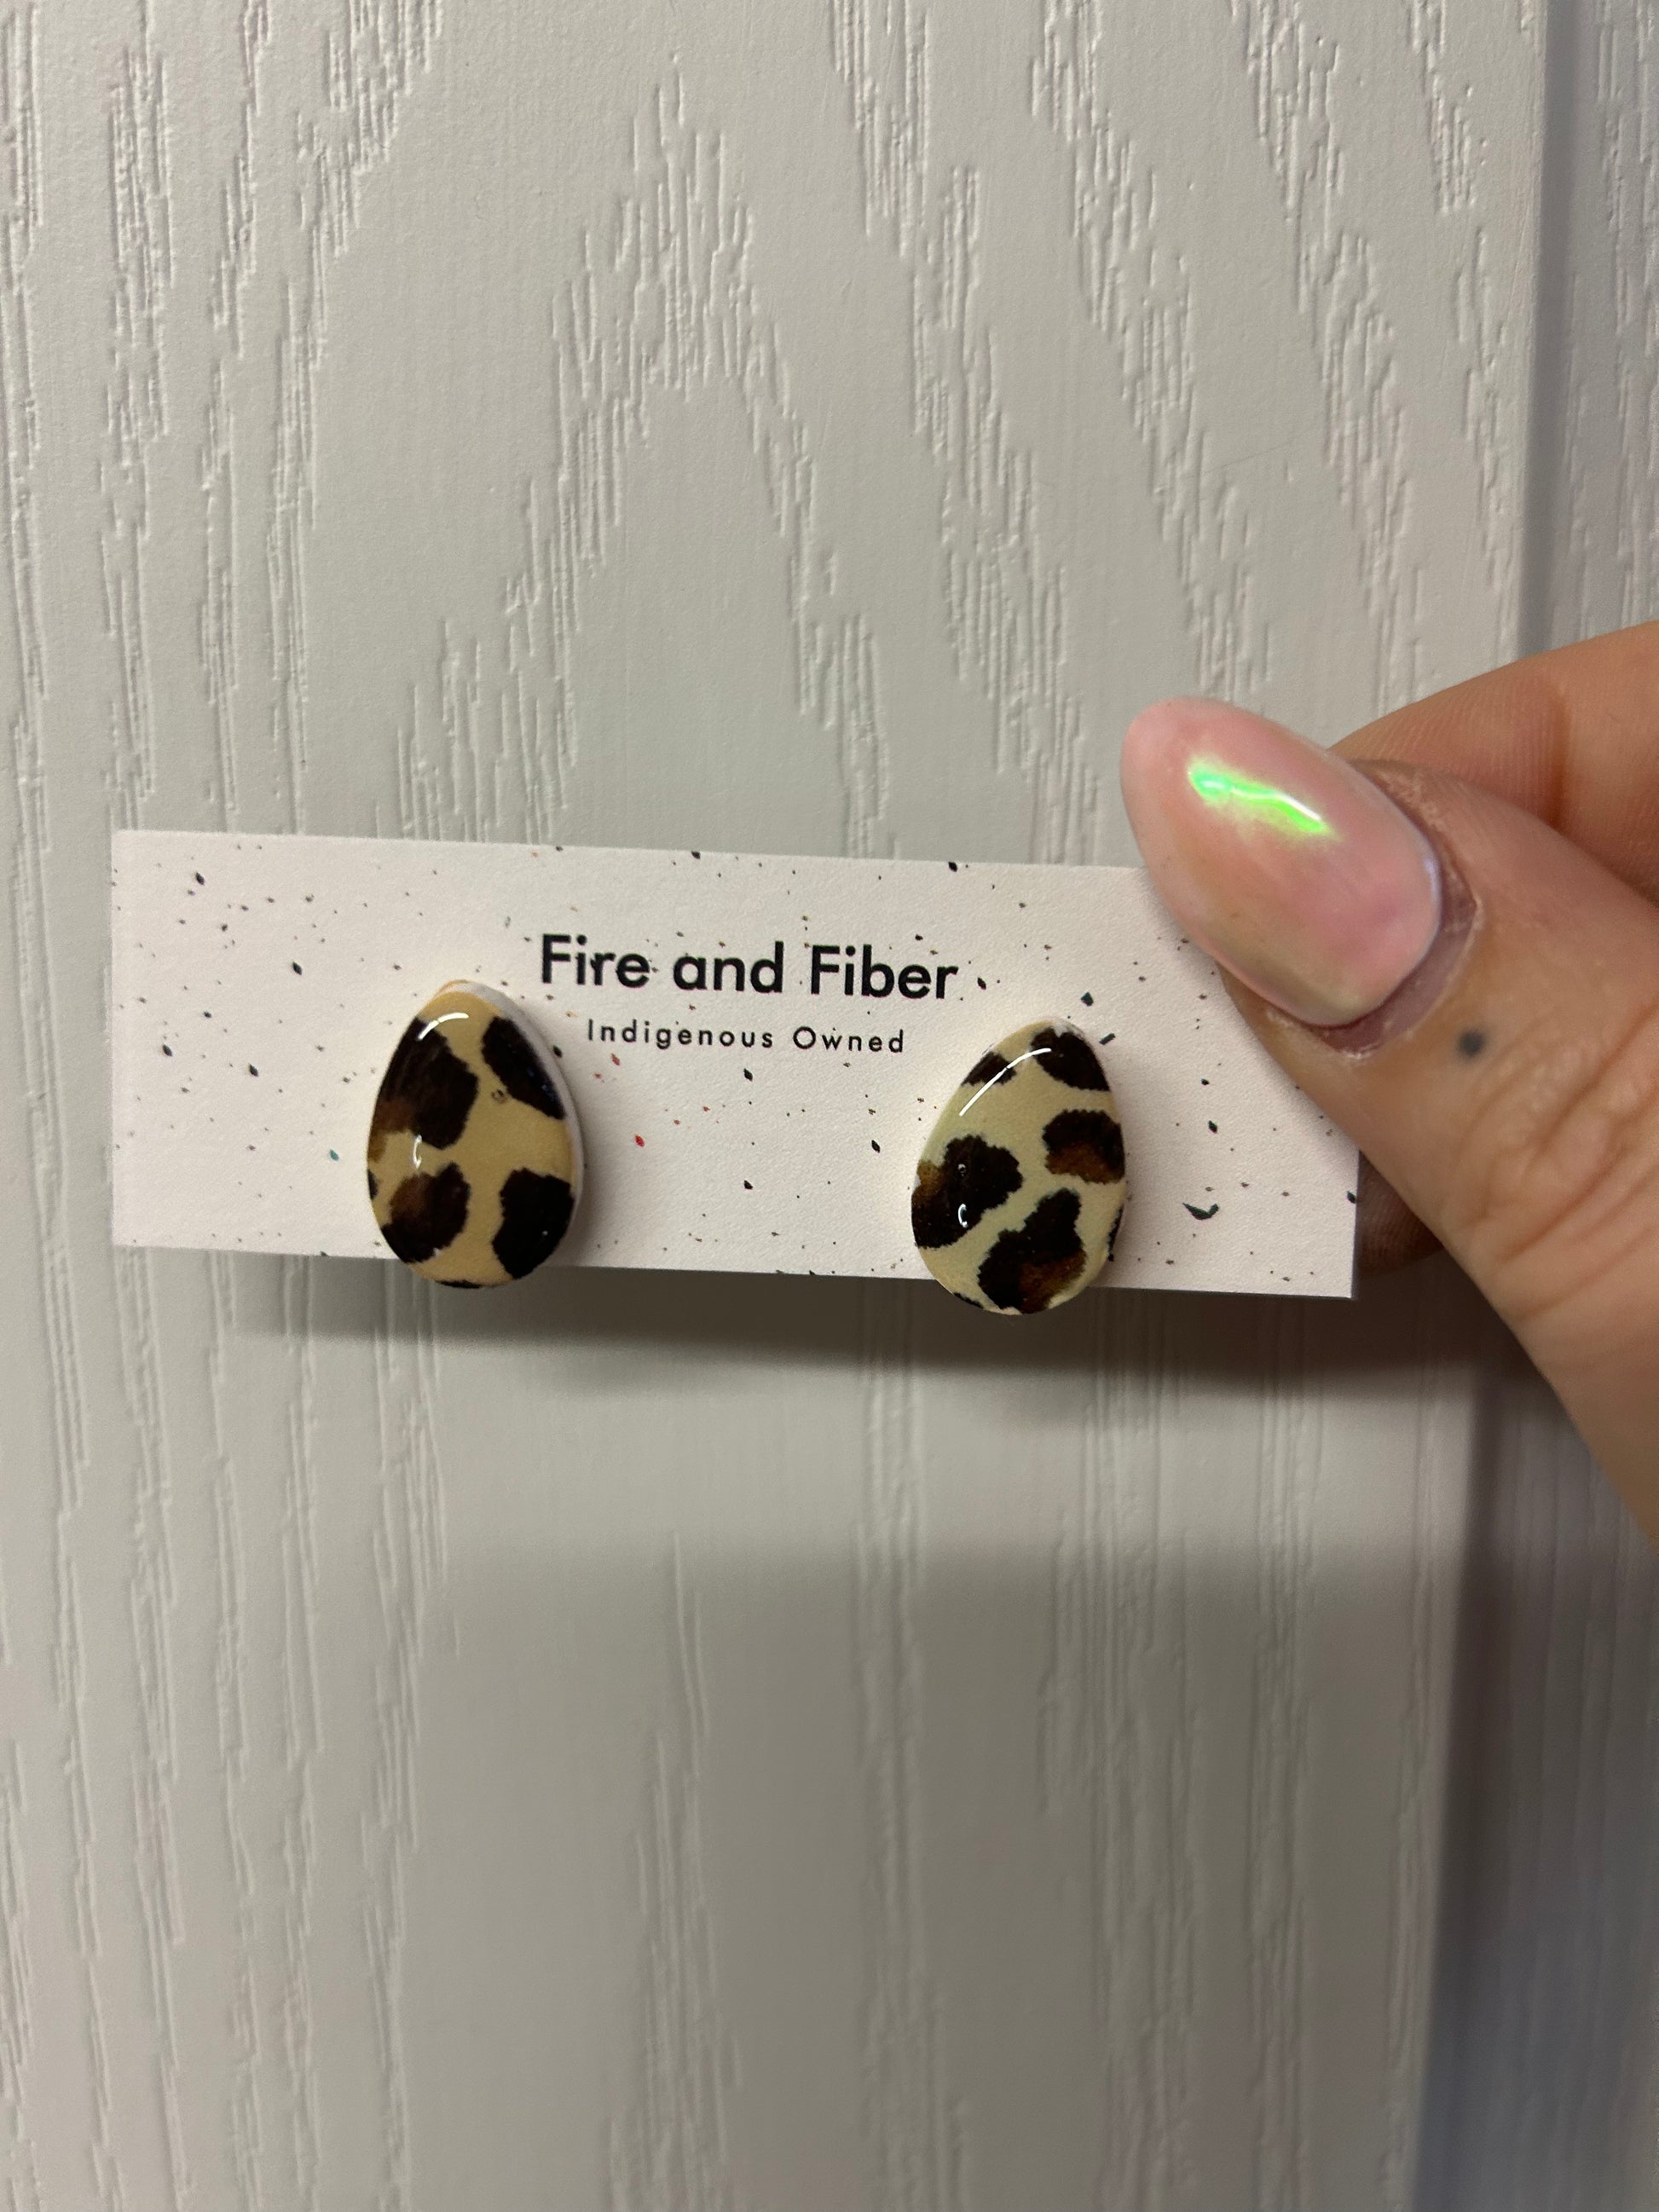 Fire and Fiber
Indigenous Owned